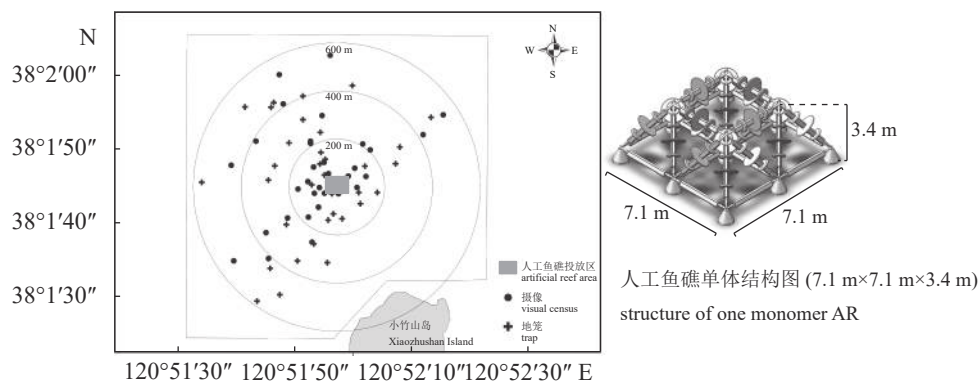 N
38°2′00″
38°1′50″
38°1′40″
38°1′30″
600 m
400 m
200 m
N
W
E
S
人工鱼礁投放区
artificial reef area
摄像
visual census
地笼
trap
小竹山岛
Xiaozhushan Island
120°51′30″ 120°51′50″ 120°52′10″ 120°52′30″ E
3.4 m
7.1 m
7.1 m
人工鱼礁单体结构图 (7.1 m×7.1 m×3.4 m)
structure of one monomer AR